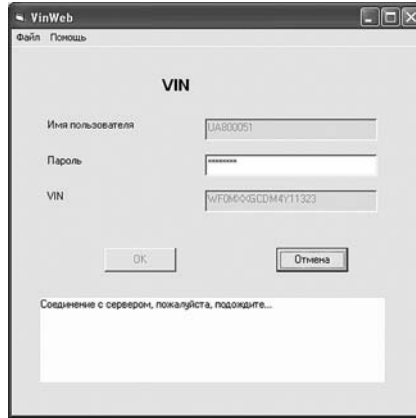 VinWeb
Файл Помощь
VIN
Имя пользователя UA800051
Пароль ********
VIN WF0MXXGCDM4Y11323
OK Отмена
Соединение с сервером, пожалуйста, подождите...